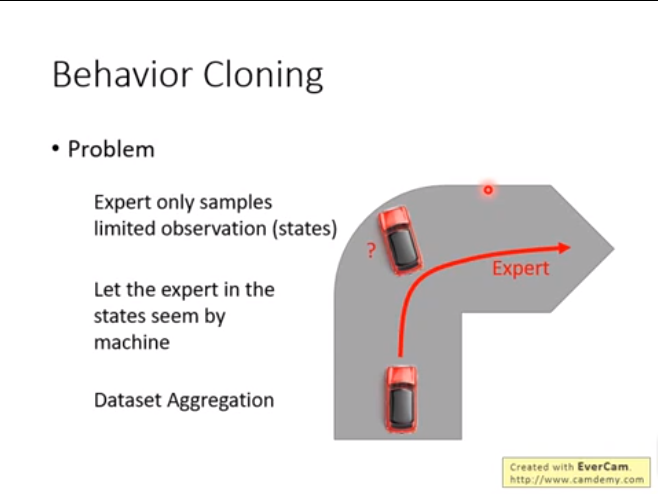 Behavior Cloning
• Problem
Expert only samples
limited observation (states)
Let the expert in the
states seem by
machine
Dataset Aggregation
?
Expert
Created with EverCam.
http://www.camdemy.com